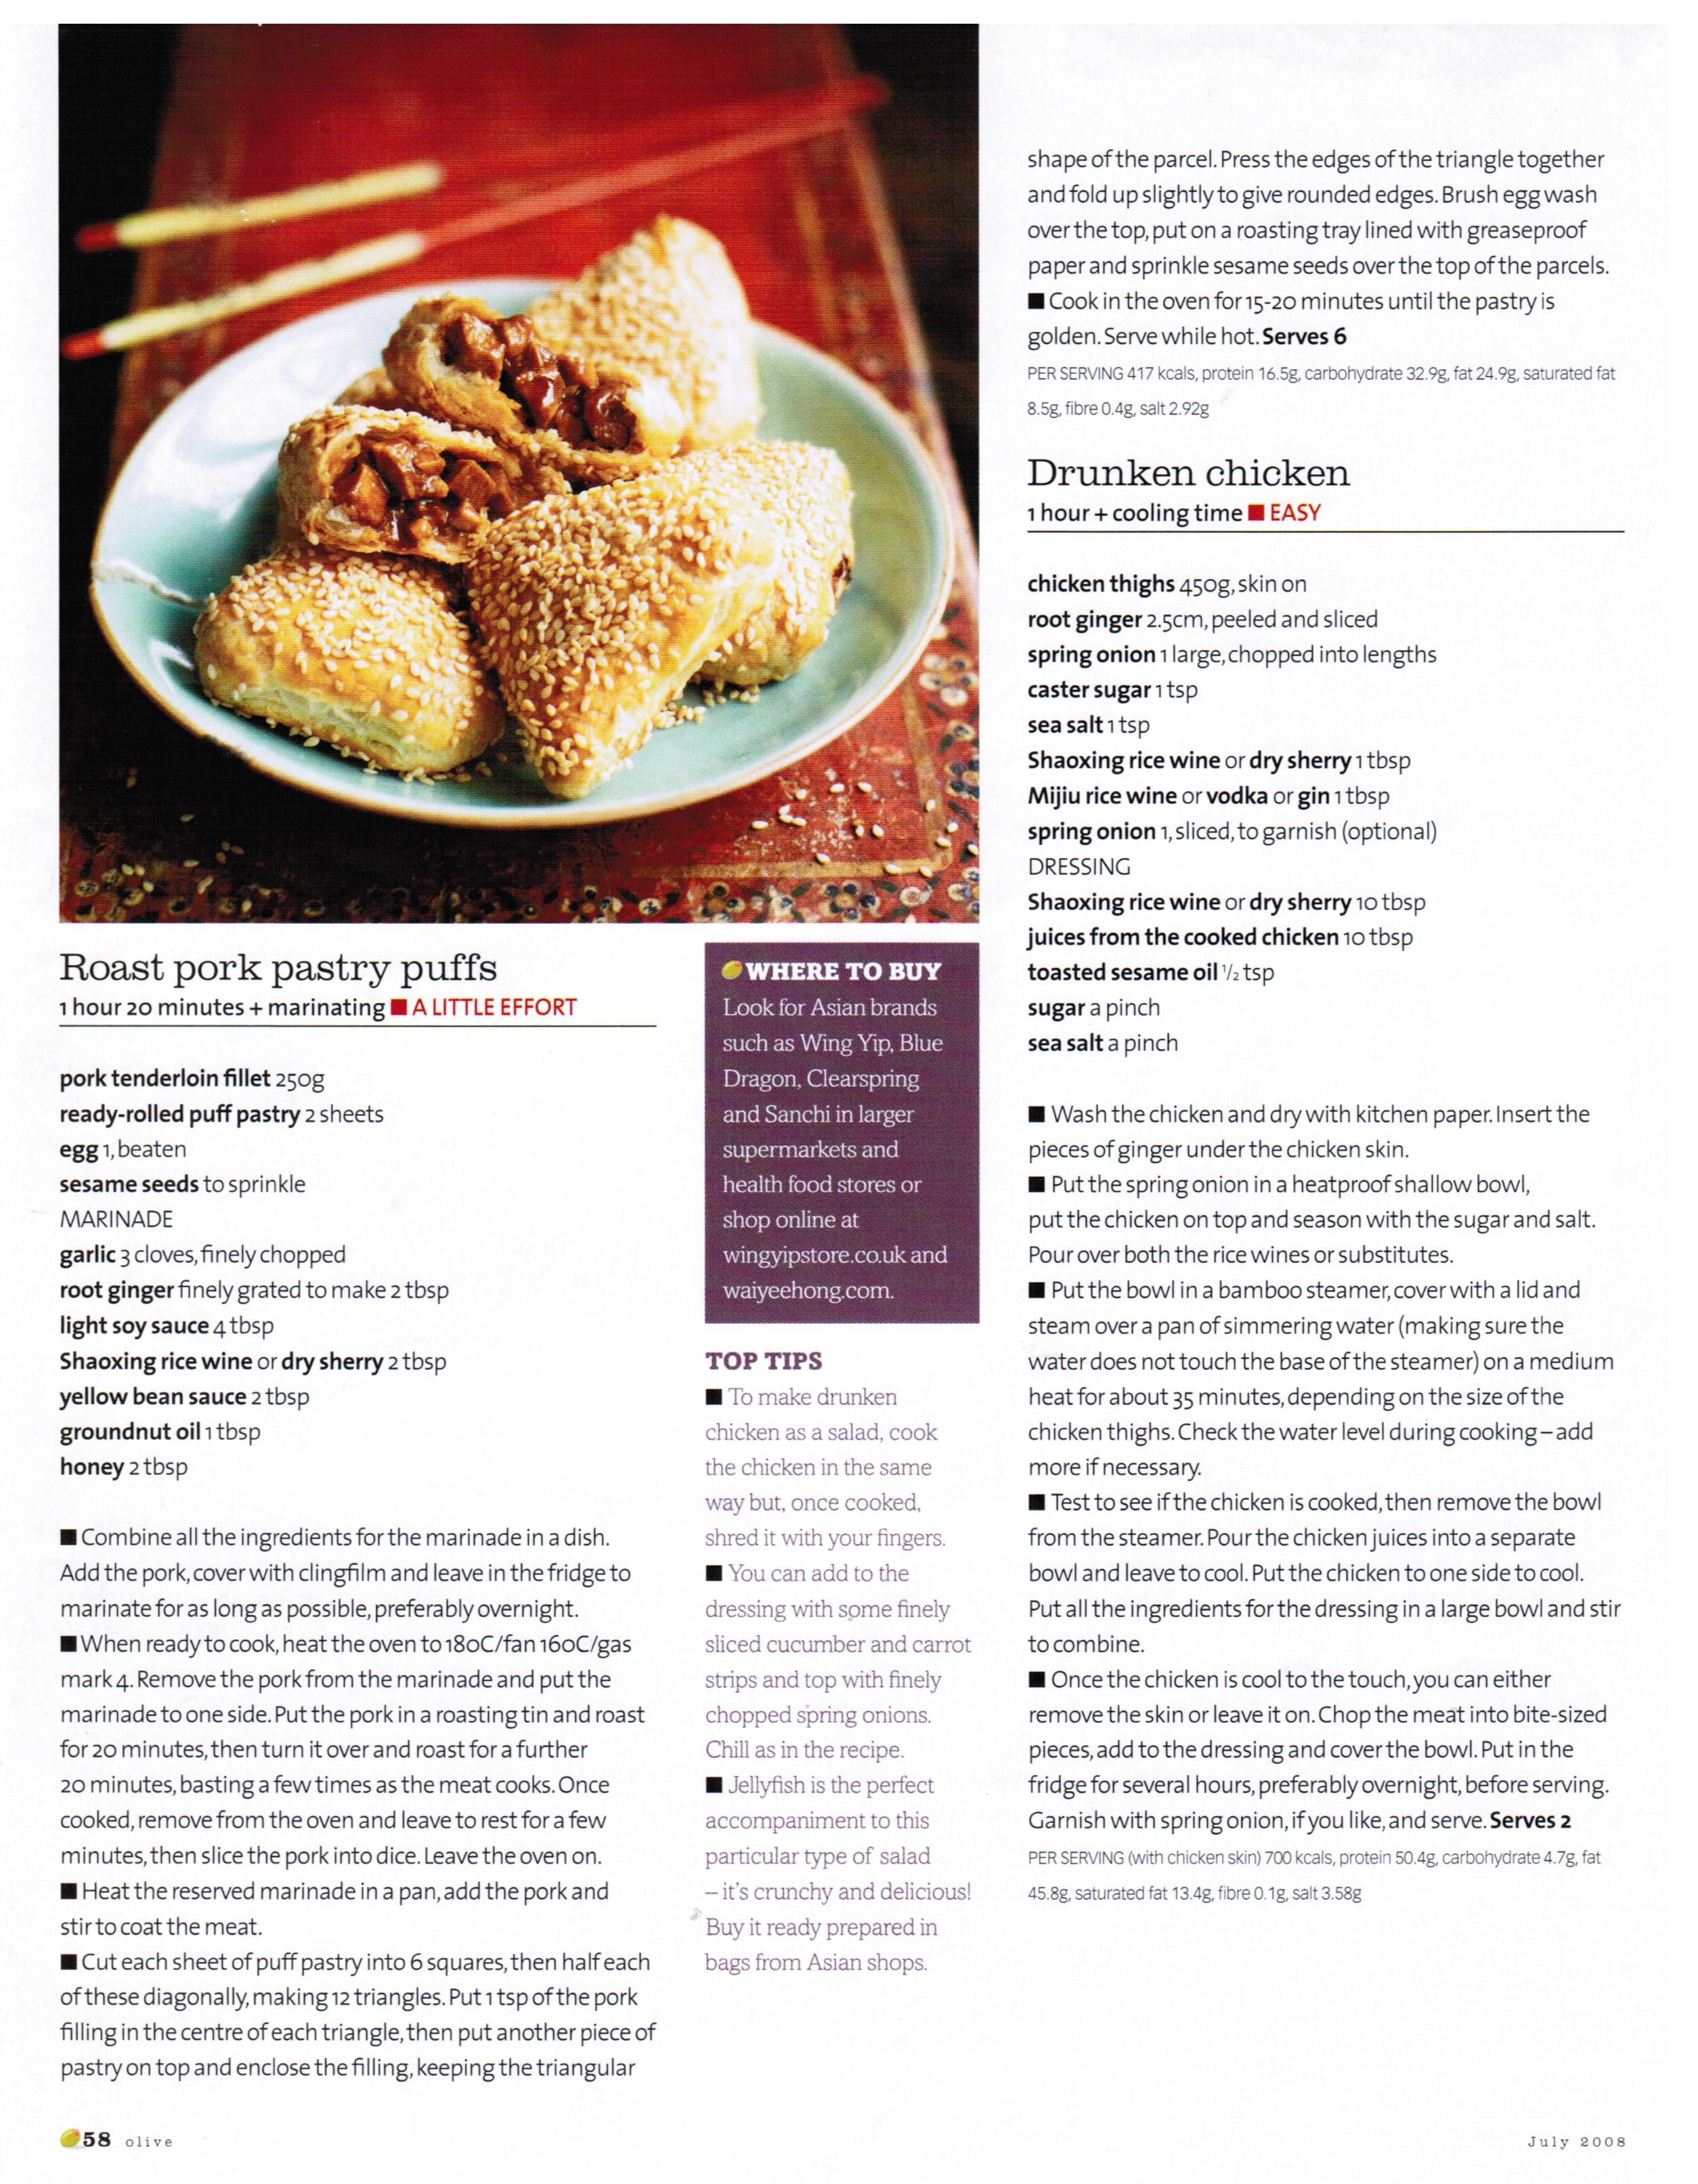 Roast pork pastry puffs
1 hour 20 minutes + marinating ■ A LITTLE EFFORT
pork tenderloin fillet 250g
ready-rolled puff pastry 2 sheets
egg 1, beaten
sesame seeds to sprinkle
MARINADE
garlic 3 cloves, finely chopped
root ginger finely grated to make 2 tbsp
light soy sauce 4 tbsp
Shaoxing rice wine or dry sherry 2 tbsp
yellow bean sauce 2 tbsp
groundnut oil 1 tbsp
honey 2 tbsp
■ Combine all the ingredients for the marinade in a dish.
Add the pork, cover with clingfilm and leave in the fridge to
marinate for as long as possible, preferably overnight.
■ When ready to cook, heat the oven to 180C/fan 160C/gas
mark 4. Remove the pork from the marinade and put the
marinade to one side. Put the pork in a roasting tin and roast
for 20 minutes, then turn it over and roast for a further
20 minutes, basting a few times as the meat cooks. Once
cooked, remove from the oven and leave to rest for a few
minutes, then slice the pork into dice. Leave the oven on.
■ Heat the reserved marinade in a pan, add the pork and
stir to coat the meat.
■ Cut each sheet of puff pastry into 6 squares, then half each
of these diagonally, making 12 triangles. Put 1 tsp of the pork
filling in the centre of each triangle, then put another piece of
pastry on top and enclose the filling, keeping the triangular
shape of the parcel. Press the edges of the triangle together
and fold up slightly to give rounded edges. Brush egg wash
over the top, put on a roasting tray lined with greaseproof
paper and sprinkle sesame seeds over the top of the parcels.
■ Cook in the oven for 15-20 minutes until the pastry is
golden. Serve while hot. Serves 6
PER SERVING 417 kcals, protein 16.5g, carbohydrate 32.9g, fat 24.9g, saturated fat
8.5g, fibre 0.4g, salt 2.92g
WHERE TO BUY
Look for Asian brands
such as Wing Yip, Blue
Dragon, Clearspring
and Sanchi in larger
supermarkets and
health food stores or
shop online at
wingyipstore.co.uk and
waiyeehong.com.
TOP TIPS
■ To make drunken
chicken as a salad, cook
the chicken in the same
way but, once cooked,
shred it with your fingers.
■ You can add to the
dressing with some finely
sliced cucumber and carrot
strips and top with finely
chopped spring onions.
Chill as in the recipe.
■ Jellyfish is the perfect
accompaniment to this
particular type of salad
– it's crunchy and delicious!
Buy it ready prepared in
bags from Asian shops.
Drunken chicken
1 hour + cooling time ■ EASY
chicken thighs 450g, skin on
root ginger 2.5cm, peeled and sliced
spring onion 1 large, chopped into lengths
caster sugar 1 tsp
sea salt 1 tsp
Shaoxing rice wine or dry sherry 1 tbsp
Mijiu rice wine or vodka or gin 1 tbsp
spring onion 1, sliced, to garnish (optional)
DRESSING
Shaoxing rice wine or dry sherry 10 tbsp
juices from the cooked chicken 10 tbsp
toasted sesame oil ½ tsp
sugar a pinch
sea salt a pinch
■ Wash the chicken and dry with kitchen paper. Insert the
pieces of ginger under the chicken skin.
■ Put the spring onion in a heatproof shallow bowl,
put the chicken on top and season with the sugar and salt.
Pour over both the rice wines or substitutes.
■ Put the bowl in a bamboo steamer, cover with a lid and
steam over a pan of simmering water (making sure the
water does not touch the base of the steamer) on a medium
heat for about 35 minutes, depending on the size of the
chicken thighs. Check the water level during cooking – add
more if necessary.
■ Test to see if the chicken is cooked, then remove the bowl
from the steamer. Pour the chicken juices into a separate
bowl and leave to cool. Put the chicken to one side to cool.
Put all the ingredients for the dressing in a large bowl and stir
to combine.
■ Once the chicken is cool to the touch, you can either
remove the skin or leave it on. Chop the meat into bite-sized
pieces, add to the dressing and cover the bowl. Put in the
fridge for several hours, preferably overnight, before serving.
Garnish with spring onion, if you like, and serve. Serves 2
PER SERVING (with chicken skin) 700 kcals, protein 50.4g, carbohydrate 4.7g, fat
45.8g, saturated fat 13.4g, fibre 0.1g, salt 3.58g
58 olive
July 2008